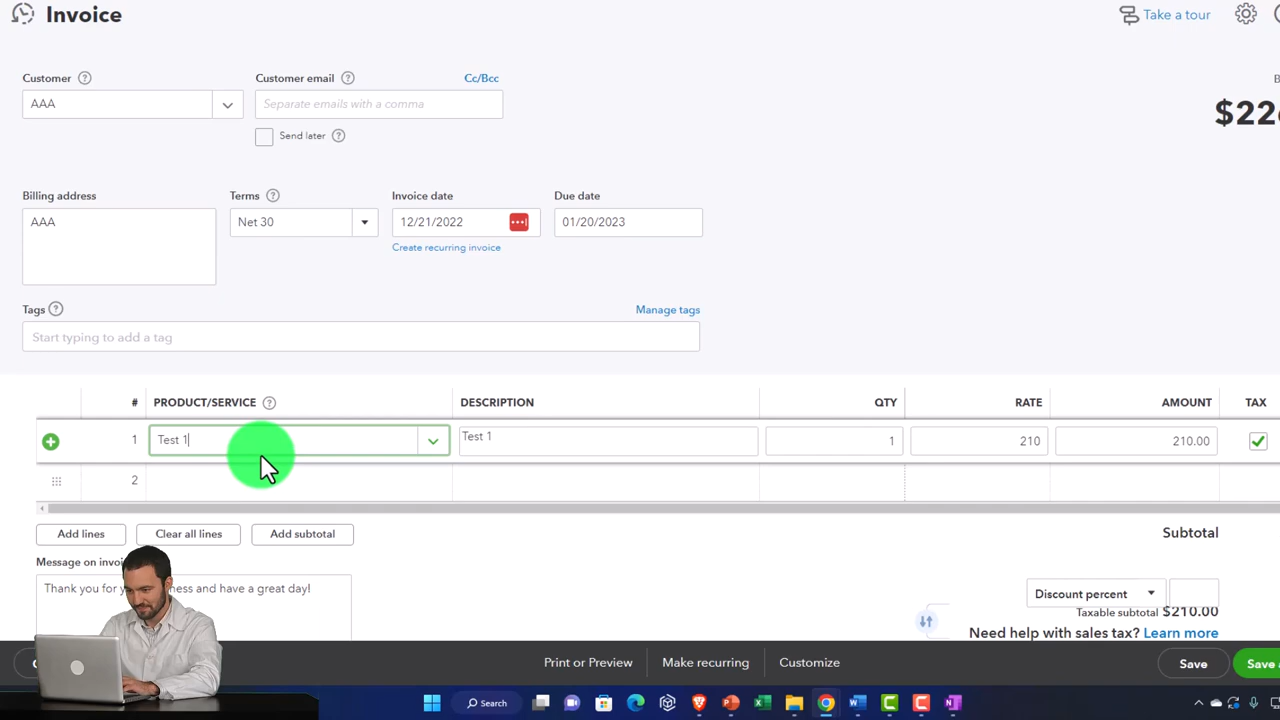 Invoice
Take a tour
Customer
Customer email
Cc/Bcc
AAA
Separate emails with a comma
$22
Send later
Billing address
Terms
Invoice date
Due date
AAA
Net 30
12/21/2022
01/20/2023
Create recurring invoice
Tags
Manage tags
Start typing to add a tag
# PRODUCT/SERVICE DESCRIPTION QTY RATE AMOUNT TAX
1 Test 1 Test 1 1 210 210.00
2
Add lines
Clear all lines
Add subtotal
Subtotal
Message on invoi
Thank you for y ness and have a great day!
Discount percent
Taxable subtotal $210.00
Need help with sales tax? Learn more
Print or Preview
Make recurring
Customize
Save
Save a
Search